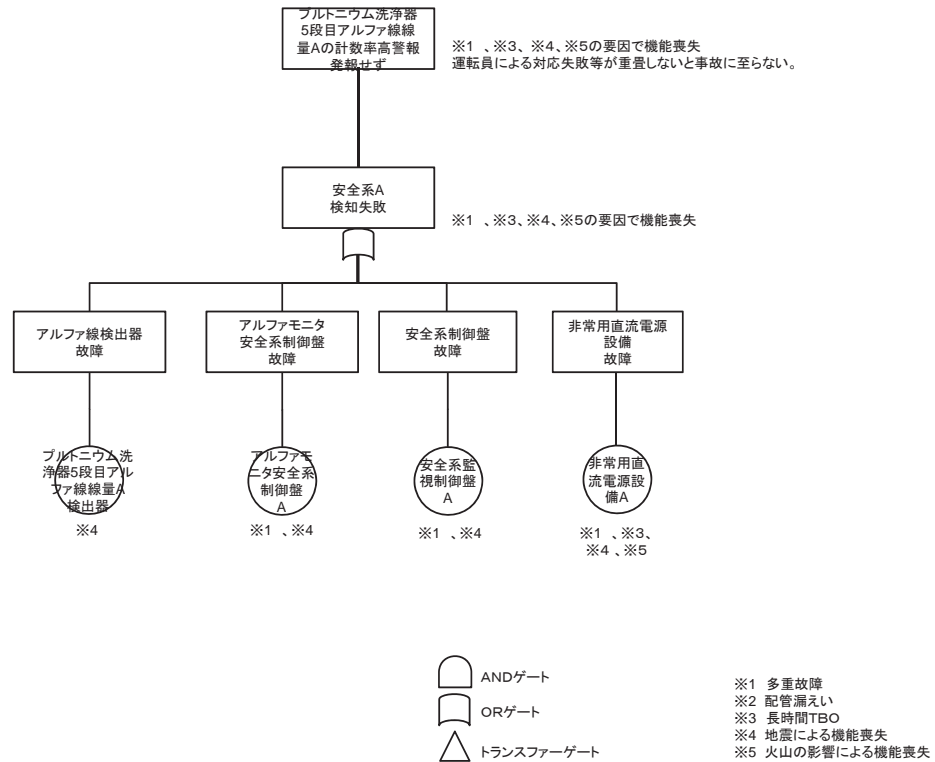 プルトニウム洗浄器
5段目アルファ線線
量Aの計数率高警報
発報せず
※1 、※3、※4、※5の要因で機能喪失
運転員による対応失敗等が重畳しないと事故に至らない。
安全系A
検知失敗
※1 、※3、※4、※5の要因で機能喪失
アルファ線検出器
故障
アルファモニタ
安全系制御盤
故障
安全系制御盤
故障
非常用直流電源
設備
故障
プルトニウム洗
浄器5段目アル
ファ線線量A
検出器
アルファモ
ニタ安全系
制御盤
A
安全系監
視制御盤
A
非常用直
流電源設
備A
※4
※1 、※4
※1 、※4
※1 、※3、
※4 、※5
ANDゲート
ORゲート
トランスファーゲート
※1 多重故障
※2 配管漏えい
※3 長時間TBO
※4 地震による機能喪失
※5 火山の影響による機能喪失